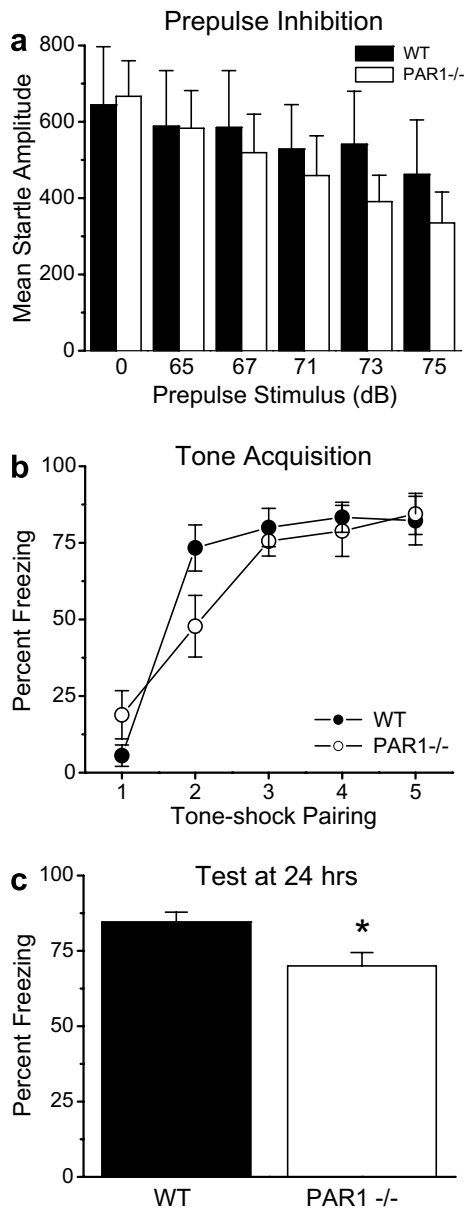 a
Prepulse Inhibition
WT
PAR1-/-
Mean Startle Amplitude
800
600
400
200
0
0 65 67 71 73 75
Prepulse Stimulus (dB)
b
Tone Acquisition
Percent Freezing
100
75
50
25
0
WT
PAR1-/-
1 2 3 4 5
Tone-shock Pairing
c
Test at 24 hrs
Percent Freezing
100
75
50
25
0
*
WT PAR1 -/-